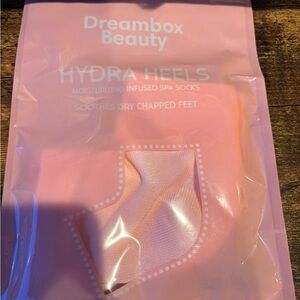 Dreambox
Beauty
HYDRA HEELS
MOISTURIZING INFUSED SPA SOCKS
SOOTHES DRY CHAPPED FEET